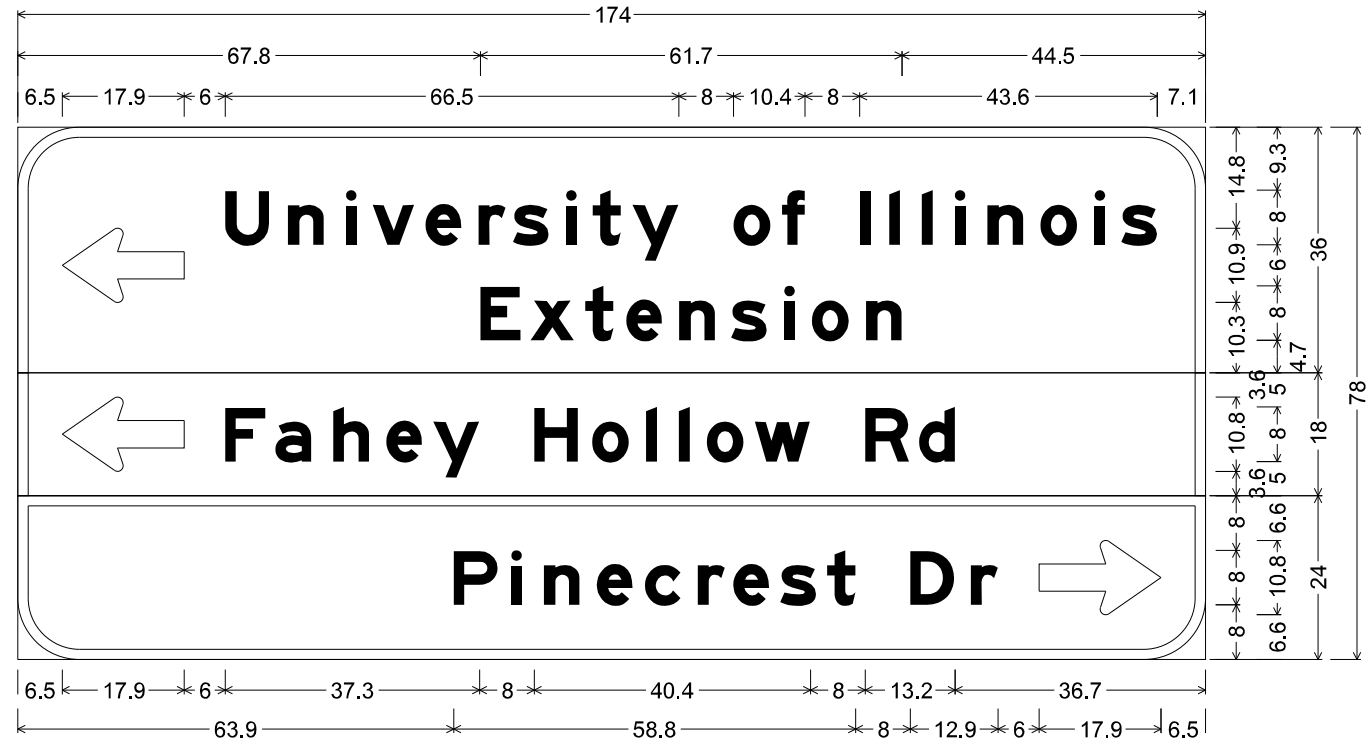 174
67.8 61.7 44.5
6.5 17.9 6 66.5 8 10.4 8 43.6 7.1
University of Illinois
Extension
Fahey Hollow Rd
Pinecrest Dr
14.8 10.9 10.3 3.6 10.8 3.6 8 8 8
9.3 8 6 8 4.7 5 8 5 6.6 10.8 6.6
36 18 24
78
6.5 17.9 6 37.3 8 40.4 8 13.2 36.7
63.9 58.8 8 12.9 6 17.9 6.5